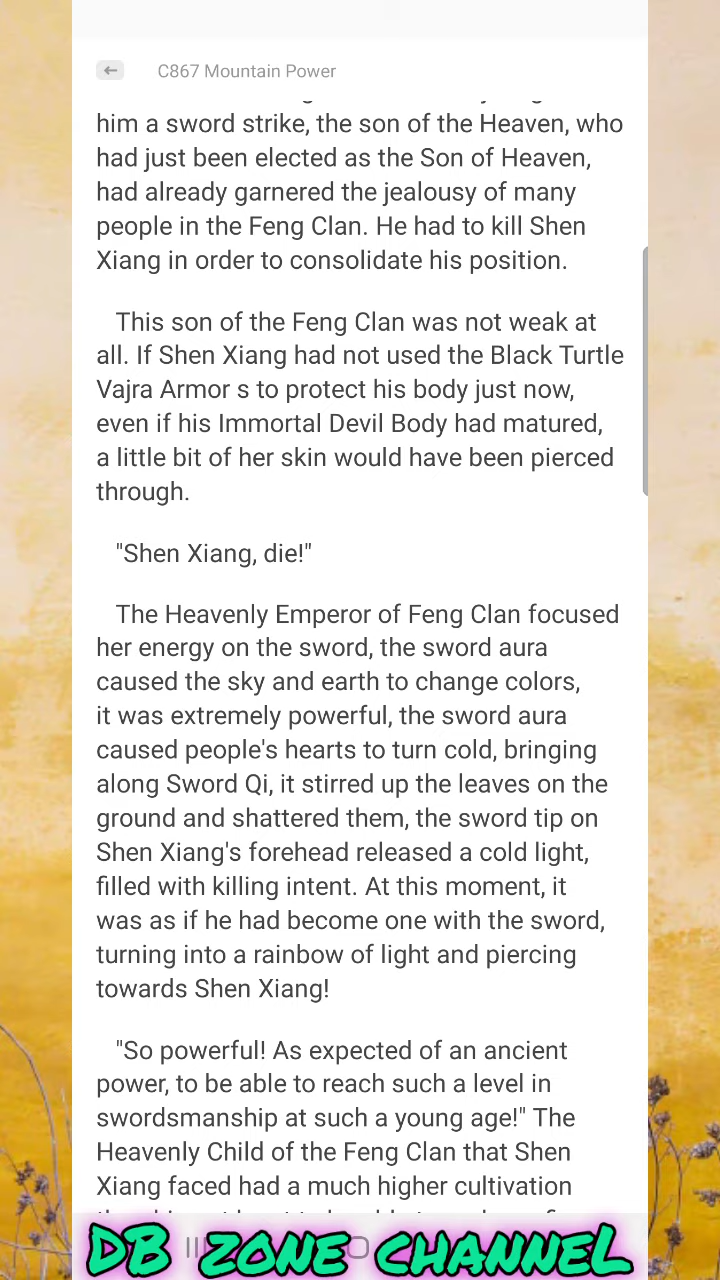 C867 Mountain Power
him a sword strike, the son of the Heaven, who
had just been elected as the Son of Heaven,
had already garnered the jealousy of many
people in the Feng Clan. He had to kill Shen
Xiang in order to consolidate his position.
This son of the Feng Clan was not weak at
all. If Shen Xiang had not used the Black Turtle
Vajra Armor s to protect his body just now,
even if his Immortal Devil Body had matured,
a little bit of her skin would have been pierced
through.
"Shen Xiang, die!"
The Heavenly Emperor of Feng Clan focused
her energy on the sword, the sword aura
caused the sky and earth to change colors,
it was extremely powerful, the sword aura
caused people's hearts to turn cold, bringing
along Sword Qi, it stirred up the leaves on the
ground and shattered them, the sword tip on
Shen Xiang's forehead released a cold light,
filled with killing intent. At this moment, it
was as if he had become one with the sword,
turning into a rainbow of light and piercing
towards Shen Xiang!
"So powerful! As expected of an ancient
power, to be able to reach such a level in
swordsmanship at such a young age!" The
Heavenly Child of the Feng Clan that Shen
Xiang faced had a much higher cultivation
DB ZONE CHANNEL